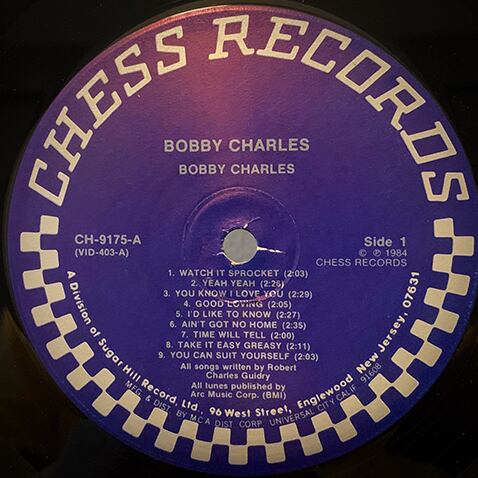 CHESS RECORDS
BOBBY CHARLES
BOBBY CHARLES
CH-9175-A
(VID-403-A)
Side 1
© ℗ 1984
CHESS RECORDS
1. WATCH IT SPROCKET (2:03)
2. YEAH YEAH (2:26)
3. YOU KNOW I LOVE YOU (2:29)
4. GOOD LOVING (2:05)
5. I'D LIKE TO KNOW (2:27)
6. AIN'T GOT NO HOME (2:35)
7. TIME WILL TELL (2:00)
8. TAKE IT EASY GREASY (2:11)
9. YOU CAN SUIT YOURSELF (2:03)
All songs written by Robert
Charles Guidry
All tunes published by
Arc Music Corp. (BMI)
A Division of Sugar Hill Record, Ltd., 96 West Street, Englewood, New Jersey, 07631
MFG. & DIST. BY M C A DIST. CORP. UNIVERSAL CITY CALIF. 91608